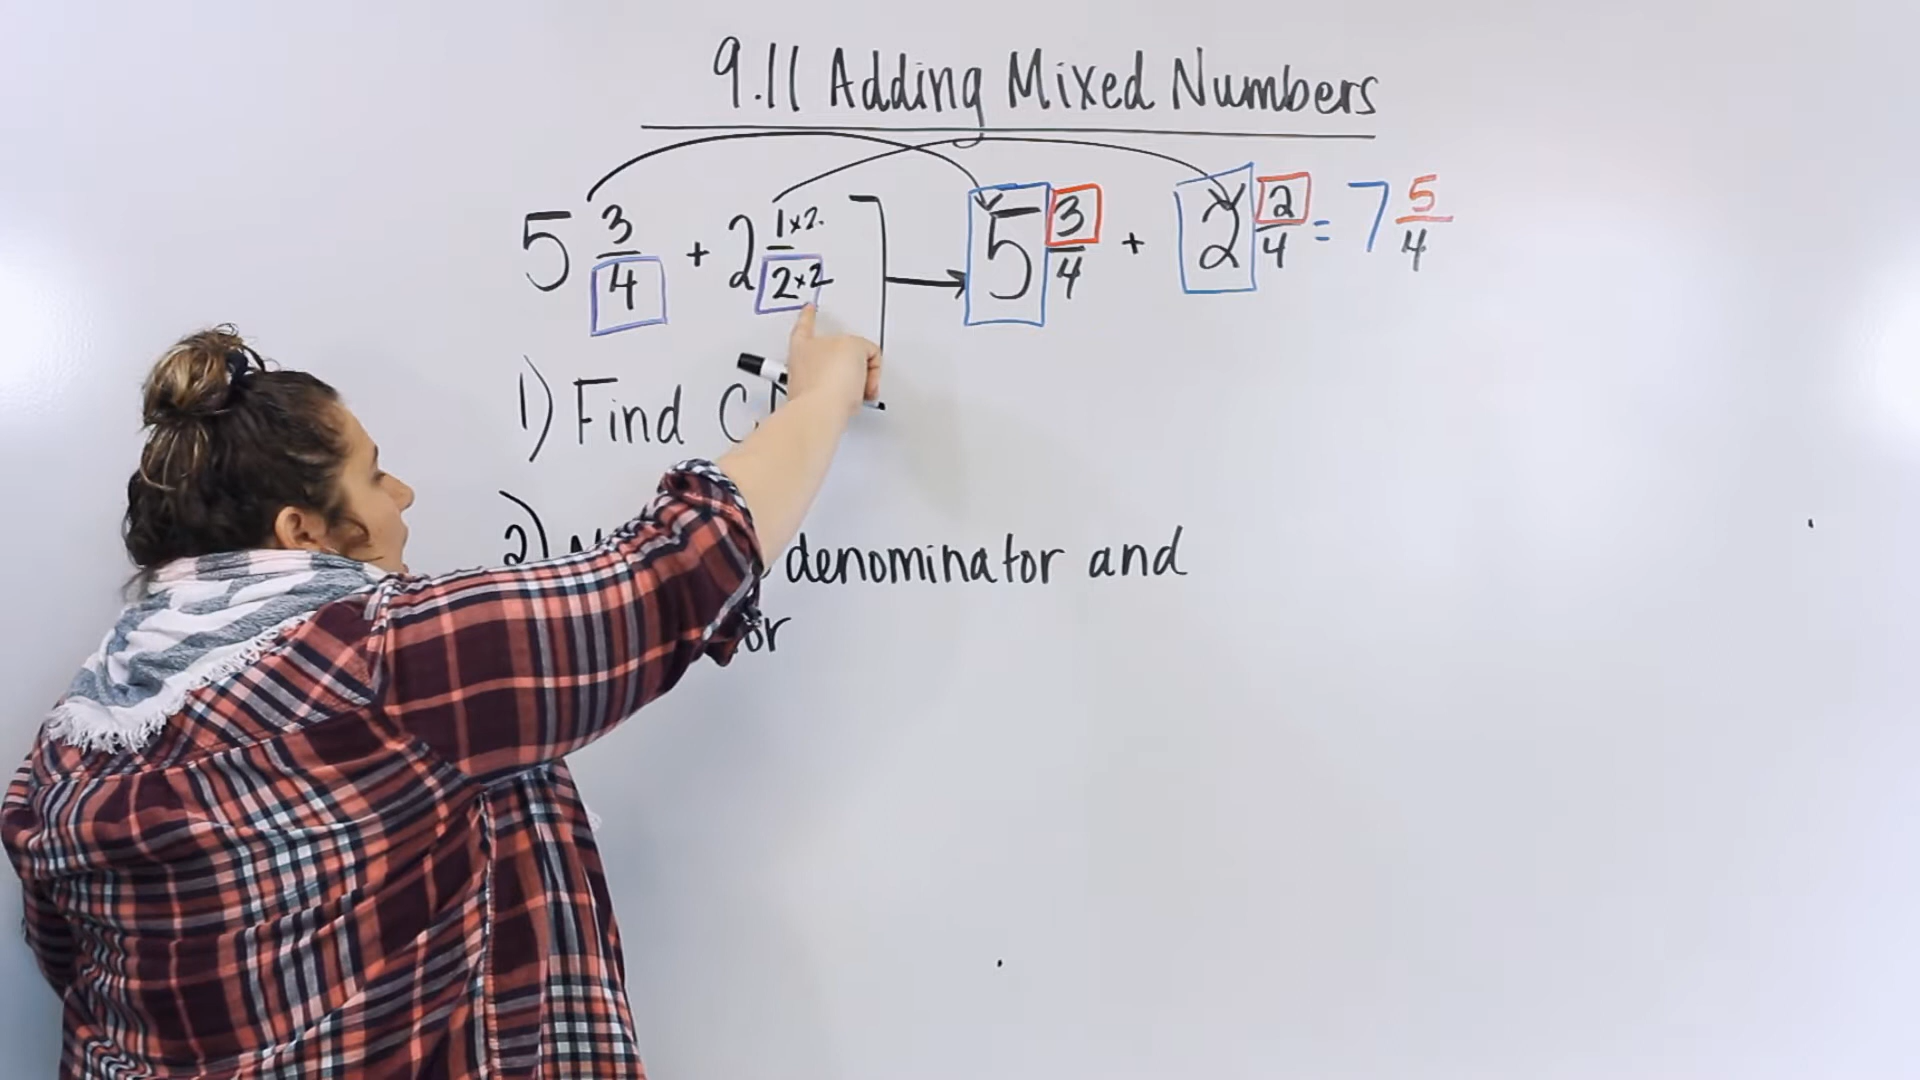 9.11 Adding Mixed Numbers
5 3/4 + 2 1×2/2×2 → 5 3/4 + 2 2/4 = 7 5/4
1) Find
2) denominator and